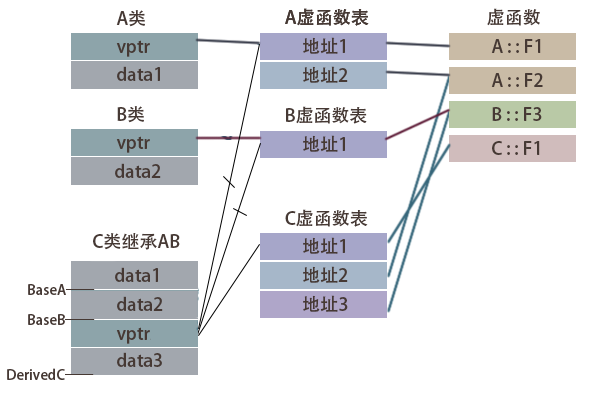 A类
vptr
data1
A虚函数表
地址1
地址2
虚函数
A::F1
A::F2
B::F3
C::F1
B类
vptr
data2
B虚函数表
地址1
C类继承AB
data1
data2
vptr
data3
BaseA
BaseB
DerivedC
C虚函数表
地址1
地址2
地址3